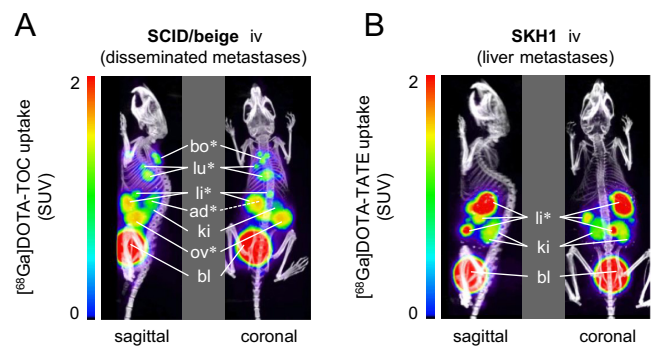 A
SCID/beige iv
(disseminated metastases)
[⁶⁸Ga]DOTA-TOC uptake
(SUV)
2
0
bo*
lu*
li*
ad*
ki
ov*
bl
sagittal
coronal
B
SKH1 iv
(liver metastases)
[⁶⁸Ga]DOTA-TATE uptake
(SUV)
2
0
li*
ki
bl
sagittal
coronal